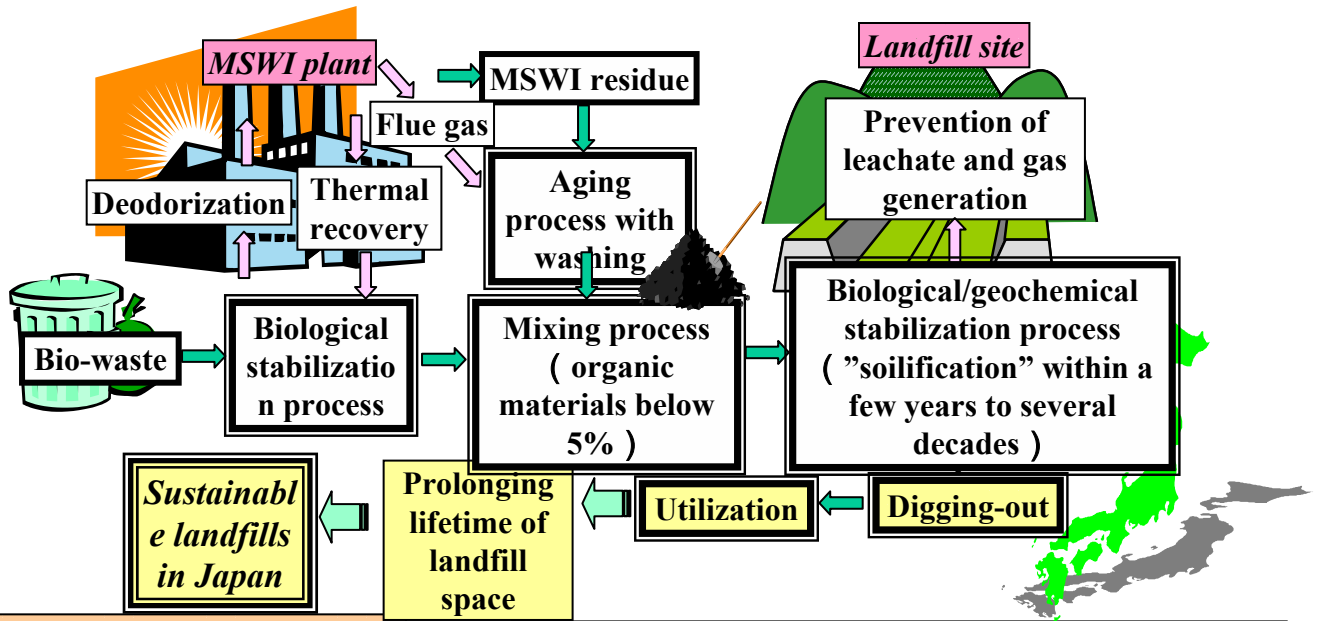 MSWI plant
MSWI residue
Flue gas
Deodorization
Thermal
recovery
Aging
process with
washing
Landfill site
Prevention of
leachate and gas
generation
Bio-waste
Biological
stabilizatio
n process
Mixing process
( organic
materials below
5% )
Biological/geochemical
stabilization process
( ”soilification” within a
few years to several
decades )
Digging-out
Utilization
Prolonging
lifetime of
landfill
space
Sustainabl
e landfills
in Japan